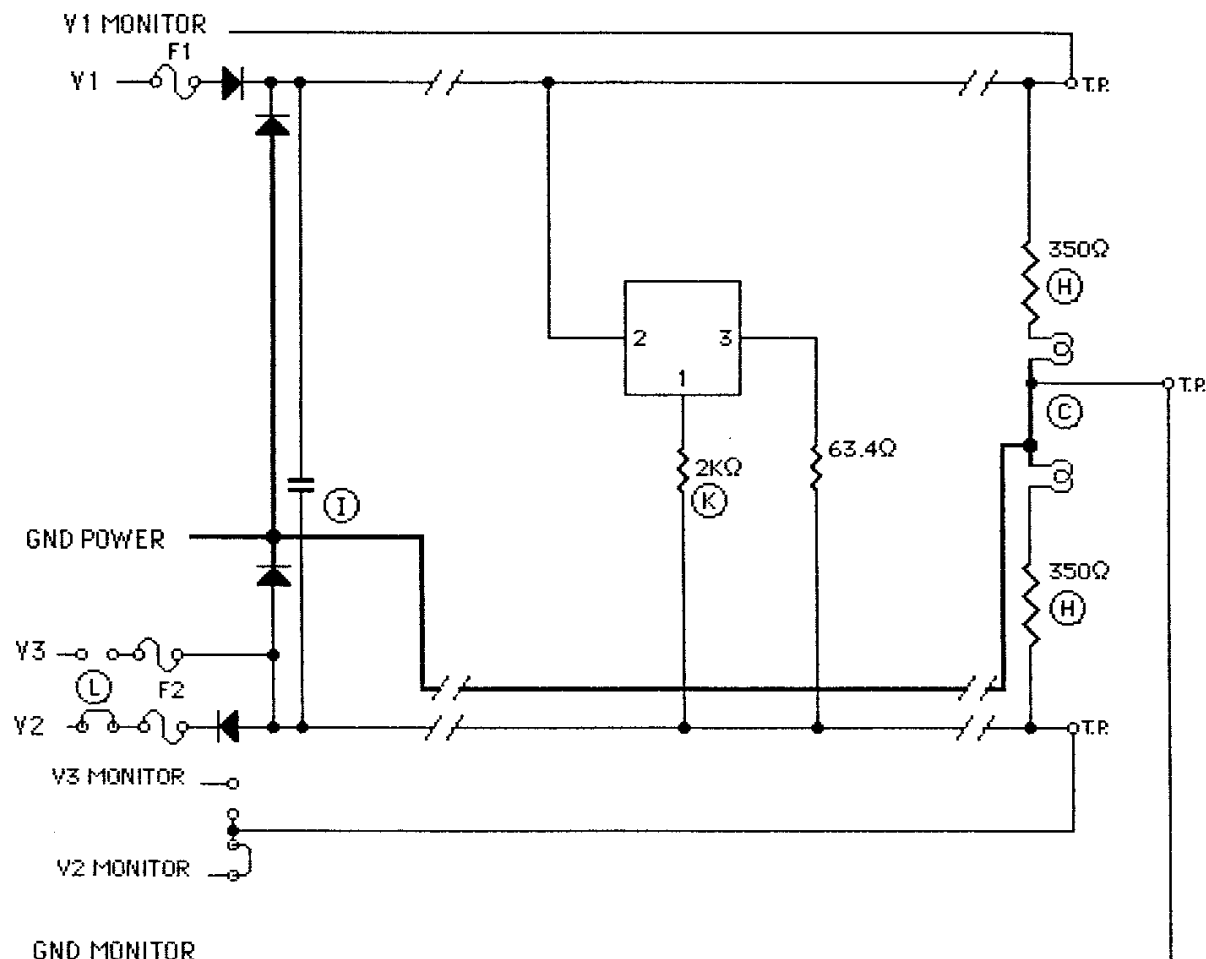 V1 MONITOR
F1
V1
T.P.
350Ω
H
2
3
1
T.P.
C
63.4Ω
2KΩ
K
I
GND POWER
350Ω
H
V3
L
F2
V2
T.P.
V3 MONITOR
V2 MONITOR
GND MONITOR